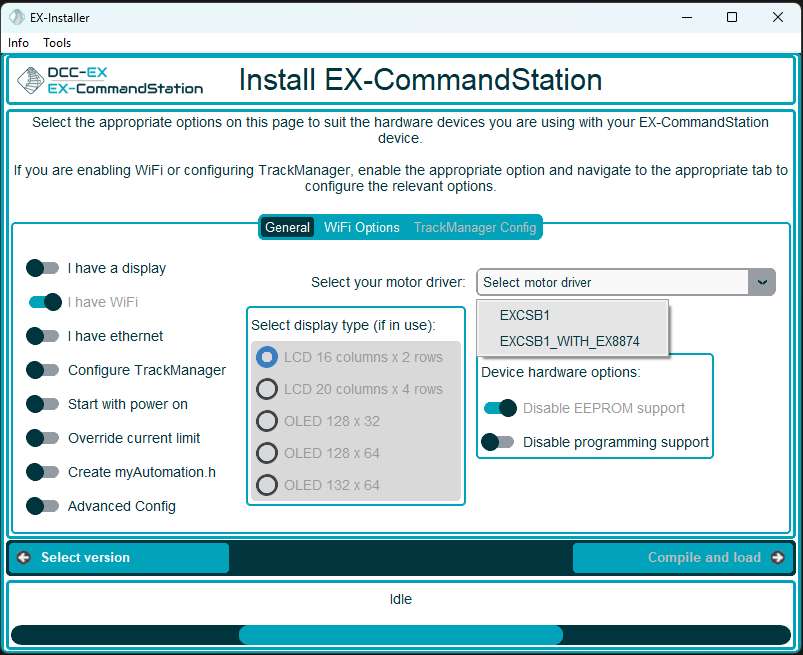 EX-Installer
Info Tools
DCC-EX
EX-CommandStation
Install EX-CommandStation
Select the appropriate options on this page to suit the hardware devices you are using with your EX-CommandStation
device.
If you are enabling WiFi or configuring TrackManager, enable the appropriate option and navigate to the appropriate tab to
configure the relevant options.
General WiFi Options TrackManager Config
I have a display
I have WiFi
I have ethernet
Configure TrackManager
Start with power on
Override current limit
Create myAutomation.h
Advanced Config
Select your motor driver: Select motor driver
EXCSB1
EXCSB1_WITH_EX8874
Select display type (if in use):
LCD 16 columns x 2 rows
LCD 20 columns x 4 rows
OLED 128 x 32
OLED 128 x 64
OLED 132 x 64
Device hardware options:
Disable EEPROM support
Disable programming support
Select version
Compile and load
Idle